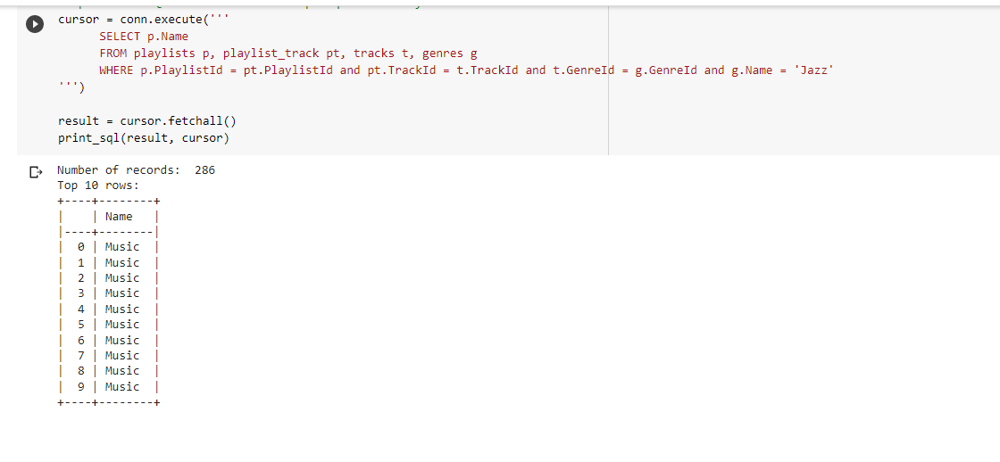 cursor = conn.execute('''
SELECT p.Name
FROM playlists p, playlist_track pt, tracks t, genres g
WHERE p.PlaylistId = pt.PlaylistId and pt.TrackId = t.TrackId and t.GenreId = g.GenreId and g.Name = 'Jazz'
''')
result = cursor.fetchall()
print_sql(result, cursor)
Number of records:  286
Top 10 rows:
+----+--------+
|    | Name   |
|----+--------|
|  0 | Music  |
|  1 | Music  |
|  2 | Music  |
|  3 | Music  |
|  4 | Music  |
|  5 | Music  |
|  6 | Music  |
|  7 | Music  |
|  8 | Music  |
|  9 | Music  |
+----+--------+